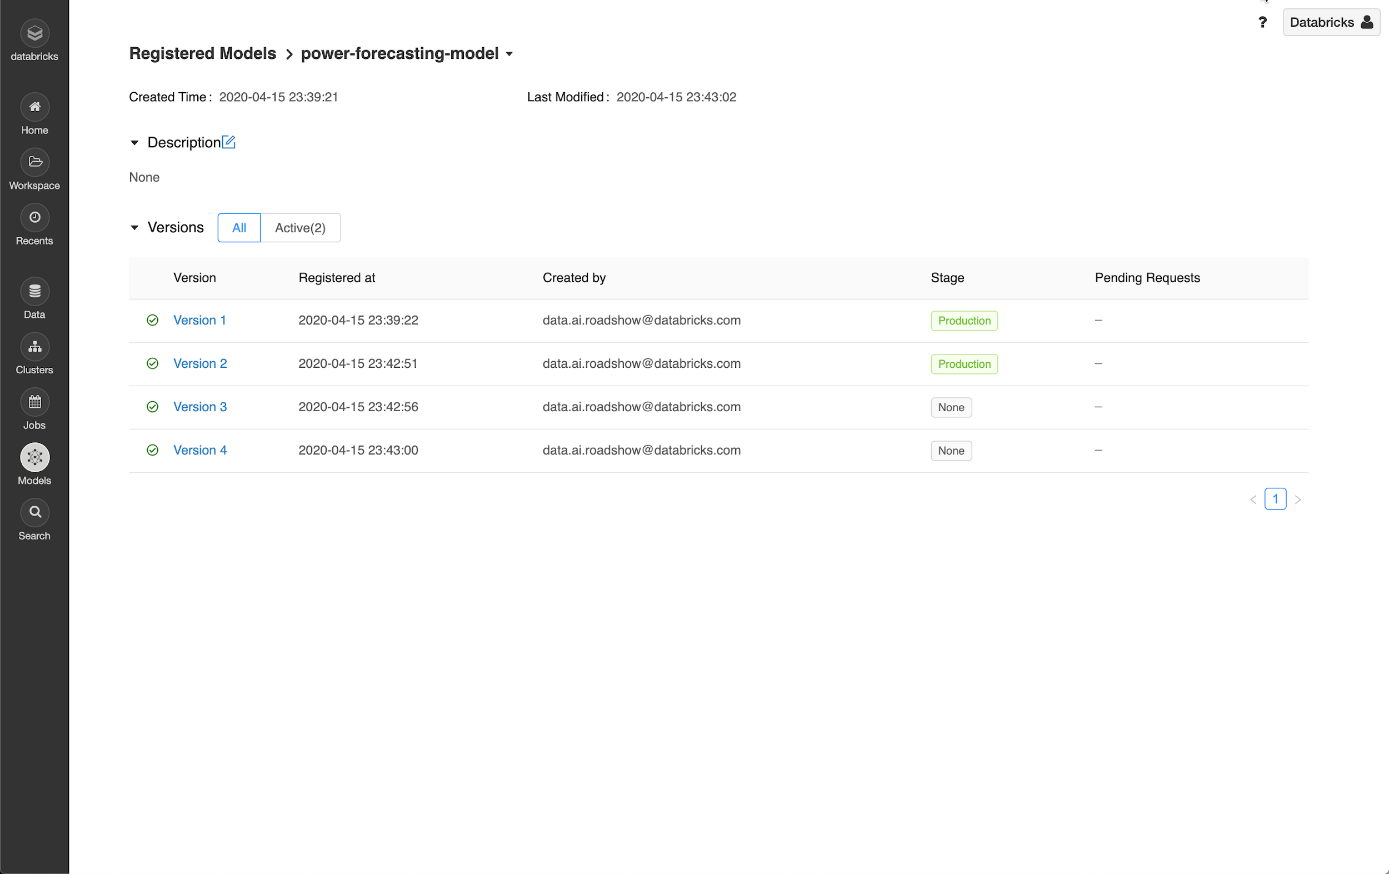 databricks
Home
Workspace
Recents
Data
Clusters
Jobs
Models
Search
? Databricks
Registered Models > power-forecasting-model
Created Time : 2020-04-15 23:39:21 Last Modified : 2020-04-15 23:43:02
Description
None
Versions All Active(2)
Version Registered at Created by Stage Pending Requests
Version 1 2020-04-15 23:39:22 data.ai.roadshow@databricks.com Production –
Version 2 2020-04-15 23:42:51 data.ai.roadshow@databricks.com Production –
Version 3 2020-04-15 23:42:56 data.ai.roadshow@databricks.com None –
Version 4 2020-04-15 23:43:00 data.ai.roadshow@databricks.com None –
< 1 >